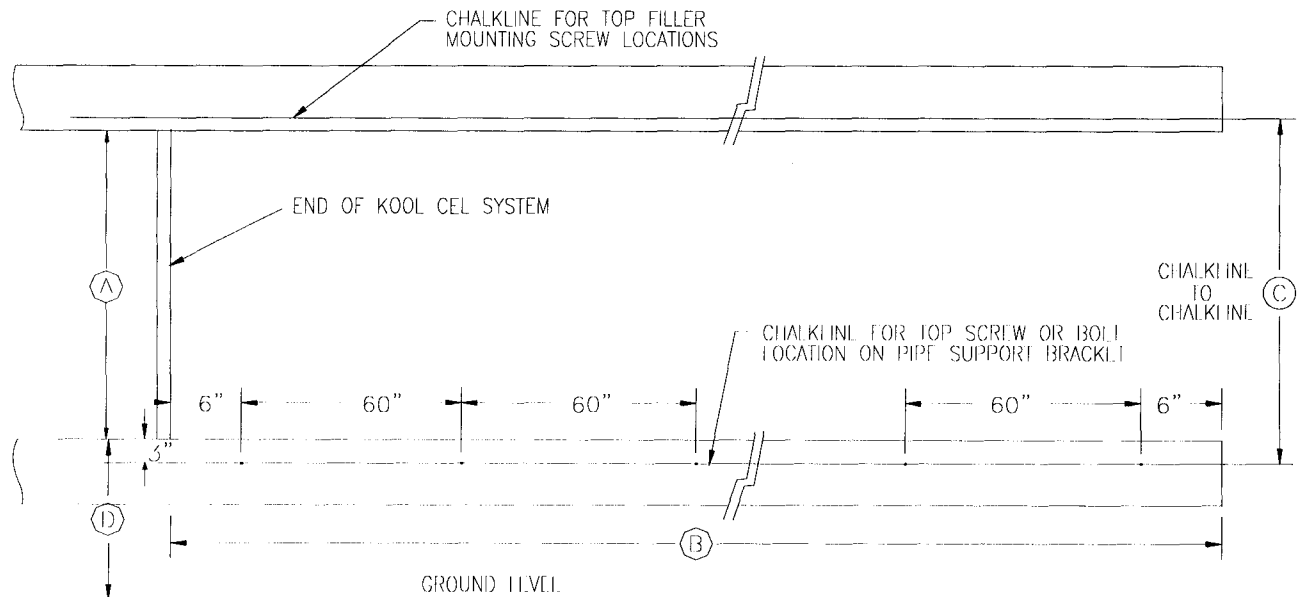 CHALKLINE FOR TOP FILLER
MOUNTING SCREW LOCATIONS
END OF KOOL CEL SYSTEM
A
CHALKLINE
TO
CHALKLINE
C
CHALKLINE FOR TOP SCREW OR BOLT
LOCATION ON PIPE SUPPORT BRACKET
6" 60" 60" 60" 6"
3"
D
B
GROUND LEVEL